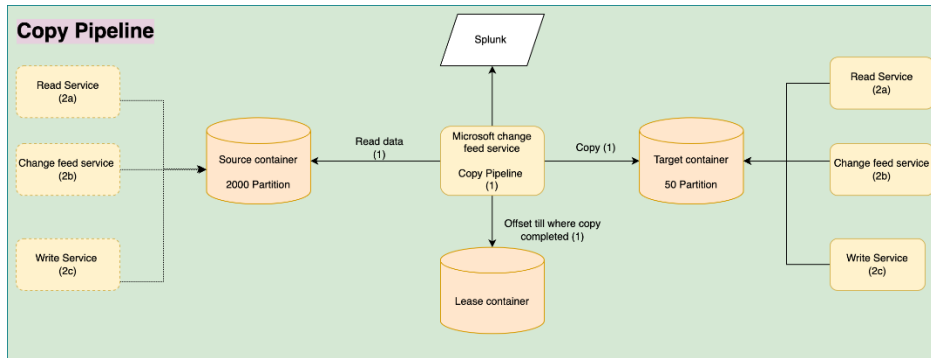 Copy Pipeline
Splunk
Read Service
(2a)
Change feed service
(2b)
Write Service
(2c)
Source container
2000 Partition
Read data
(1)
Microsoft change
feed service
Copy Pipeline
(1)
Copy (1)
Offset till where copy
completed (1)
Lease container
Target container
50 Partition
Read Service
(2a)
Change feed service
(2b)
Write Service
(2c)